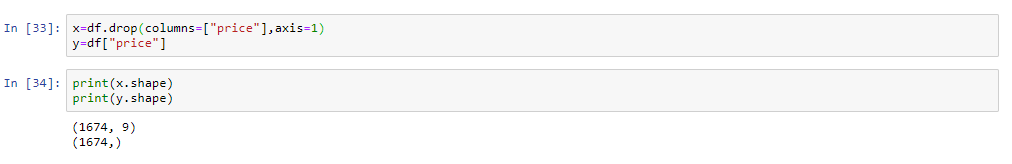 In [33]: x=df.drop(columns=["price"],axis=1)
y=df["price"]
In [34]: print(x.shape)
print(y.shape)
(1674, 9)
(1674,)